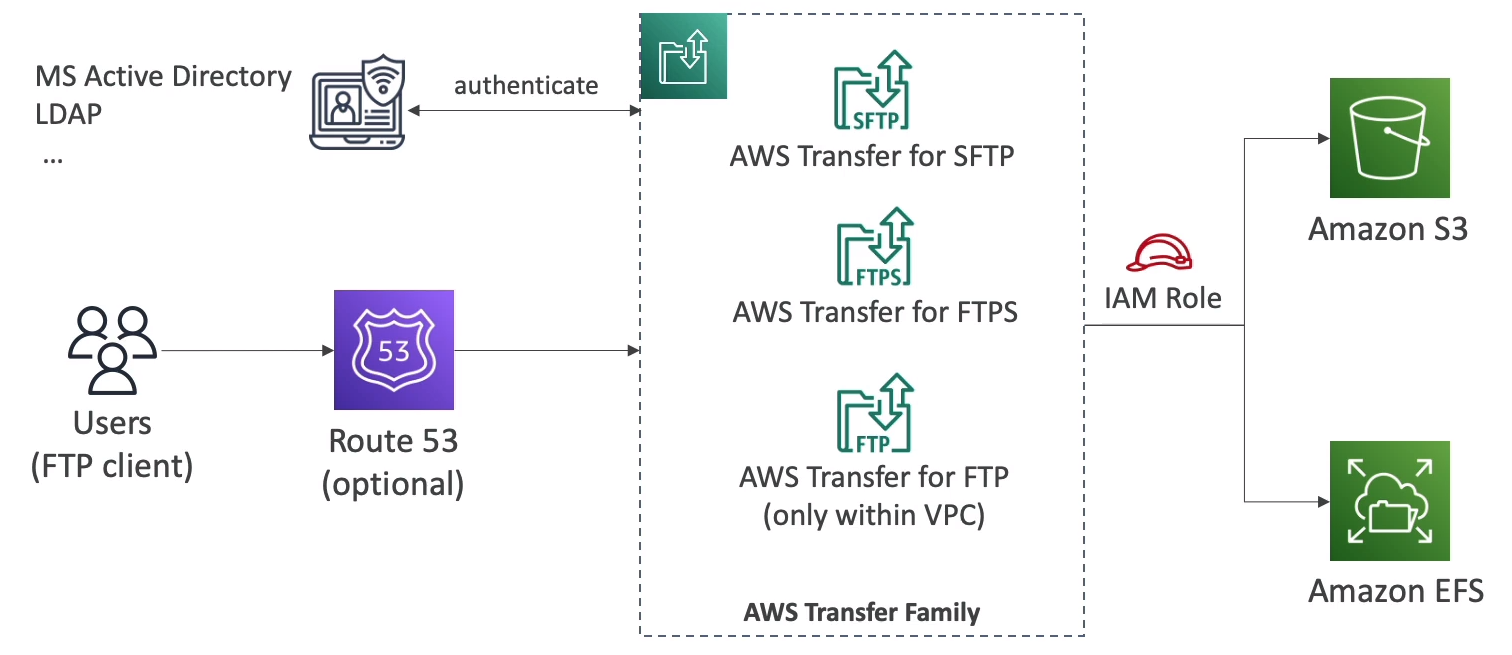 MS Active Directory
LDAP
...
authenticate
SFTP
AWS Transfer for SFTP
FTPS
AWS Transfer for FTPS
FTP
AWS Transfer for FTP
(only within VPC)
AWS Transfer Family
Users
(FTP client)
53
Route 53
(optional)
IAM Role
Amazon S3
Amazon EFS